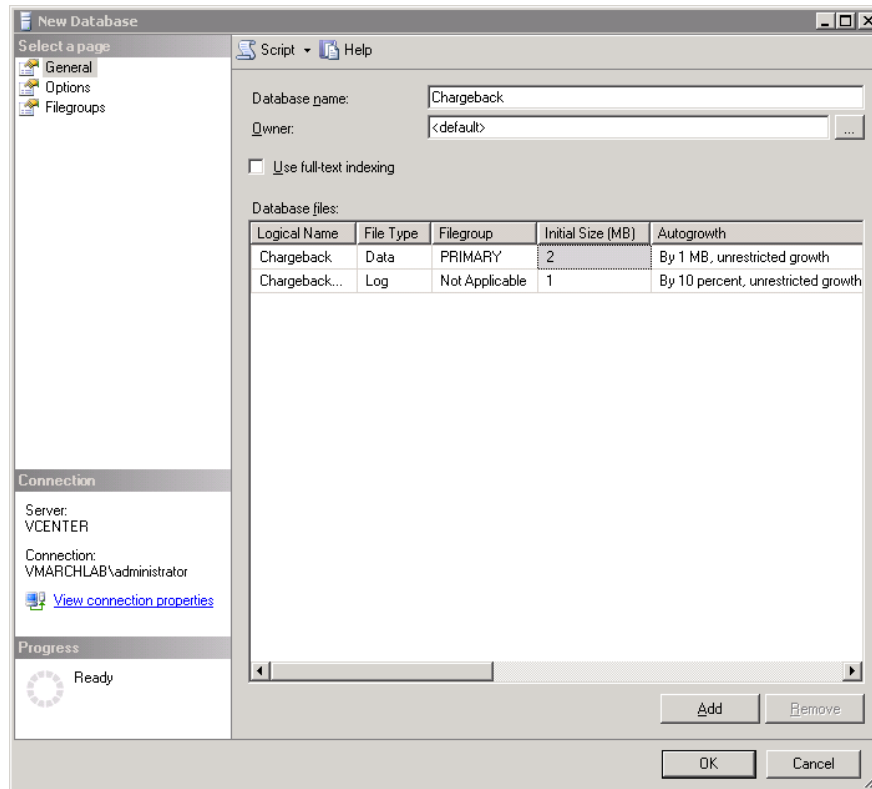 New Database
Select a page
General
Options
Filegroups
Script Help
Database name: Chargeback
Owner: <default> ...
Use full-text indexing
Database files:
Logical Name File Type Filegroup Initial Size (MB) Autogrowth
Chargeback Data PRIMARY 2 By 1 MB, unrestricted growth
Chargeback... Log Not Applicable 1 By 10 percent, unrestricted growth
Connection
Server:
VCENTER
Connection:
VMARCHLAB\administrator
View connection properties
Progress
Ready
Add Remove
OK Cancel